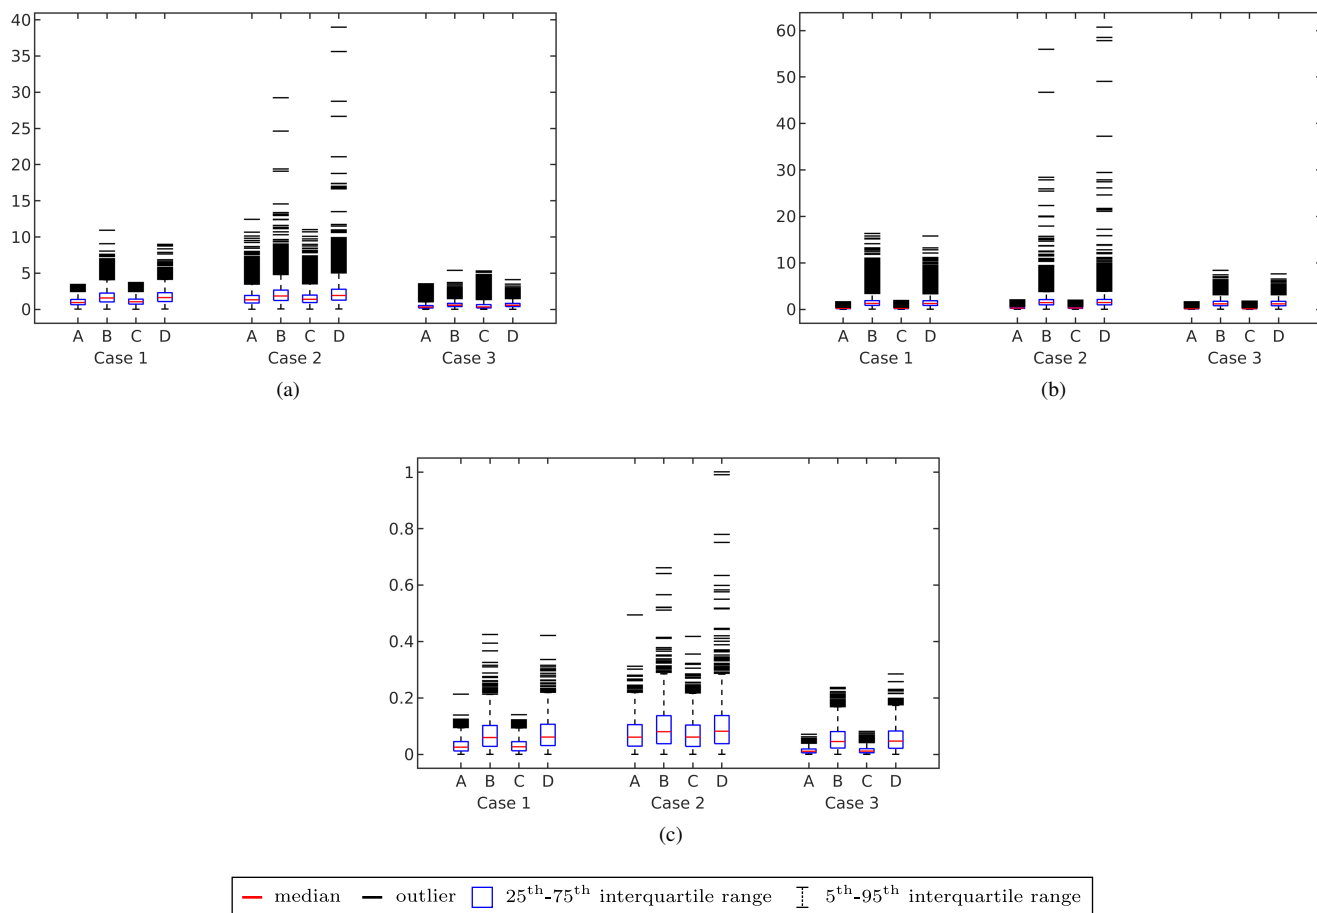 40
35
30
25
20
15
10
5
0
A B C D A B C D A B C D
Case 1 Case 2 Case 3
(a)
60
50
40
30
20
10
0
A B C D A B C D A B C D
Case 1 Case 2 Case 3
(b)
1
0.8
0.6
0.4
0.2
0
A B C D A B C D A B C D
Case 1 Case 2 Case 3
(c)
median outlier 25th-75th interquartile range 5th-95th interquartile range